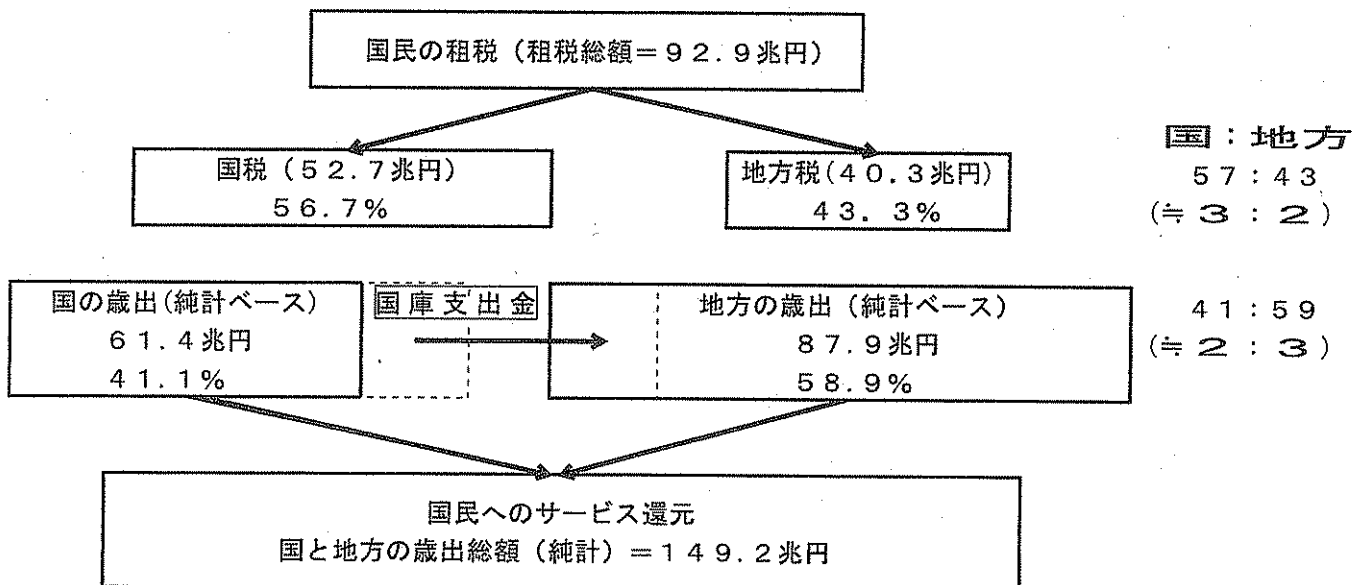 国民の租税（租税総額＝９２.９兆円）
国税（５２.７兆円）
５６.７%
地方税(４０.３兆円)
４３.３%
国：地方
５７：４３
(≒３：２)
国の歳出(純計ベース)
６１.４兆円
４１.１%
国庫支出金
地方の歳出（純計ベース）
８７.９兆円
５８.９%
４１：５９
(≒２：３)
国民へのサービス還元
国と地方の歳出総額（純計）＝１４９.２兆円